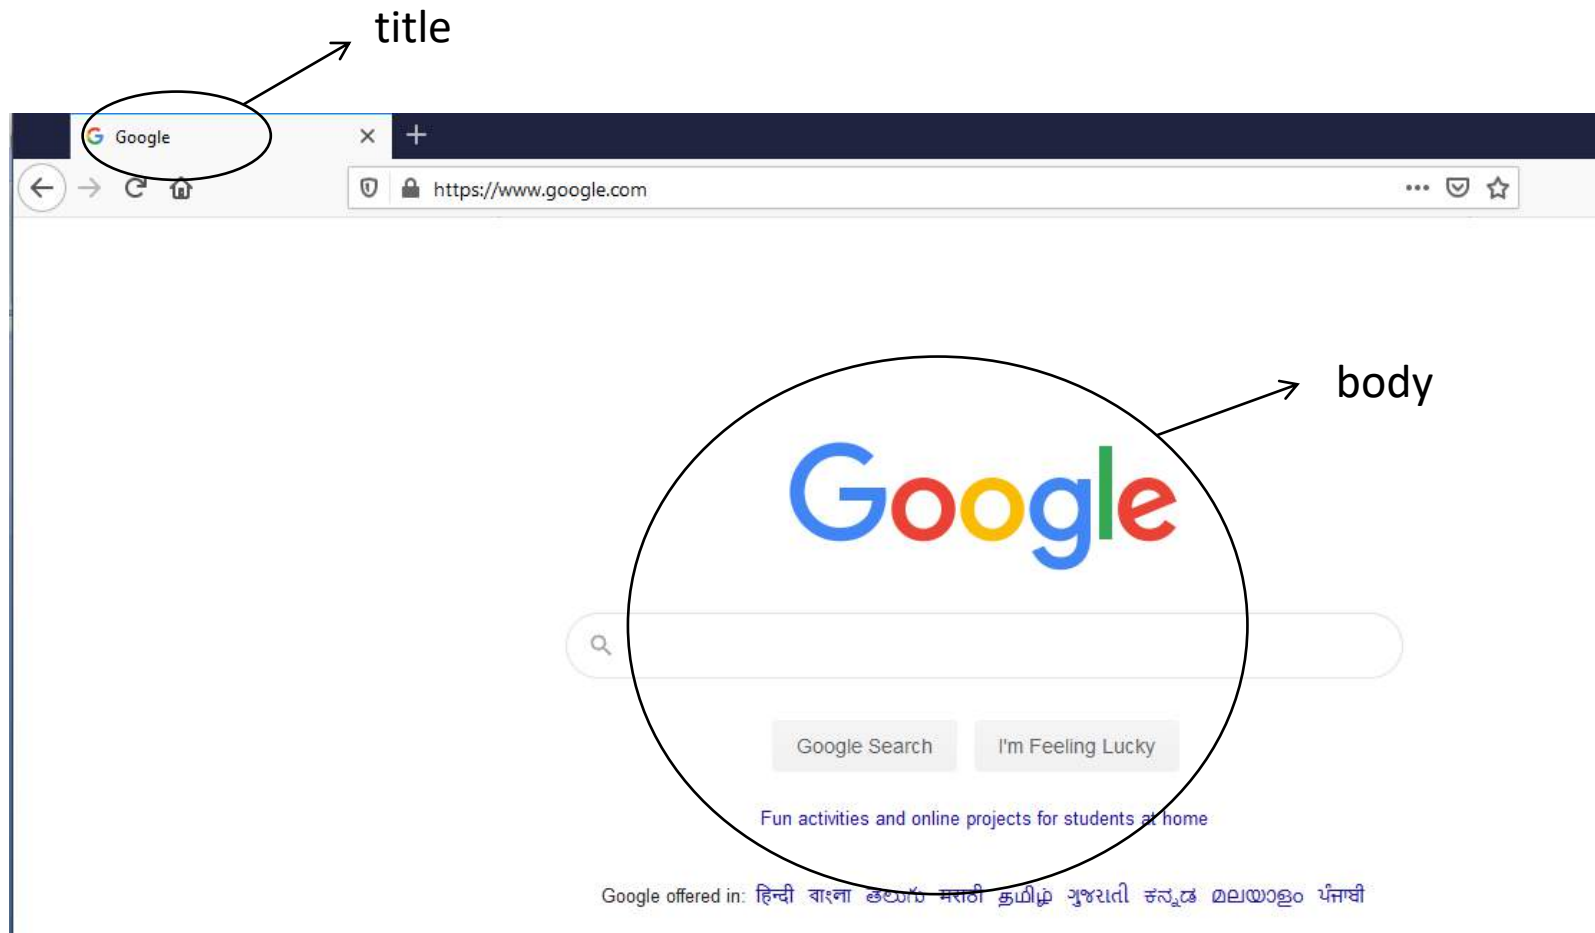 title
Google
https://www.google.com
body
Google
Google Search
I'm Feeling Lucky
Fun activities and online projects for students at home
Google offered in: हिन्दी বাংলা తెలుగు मराठी தமிழ் ગુજરાતી ಕನ್ನಡ മലയാളം ਪੰਜਾਬੀ